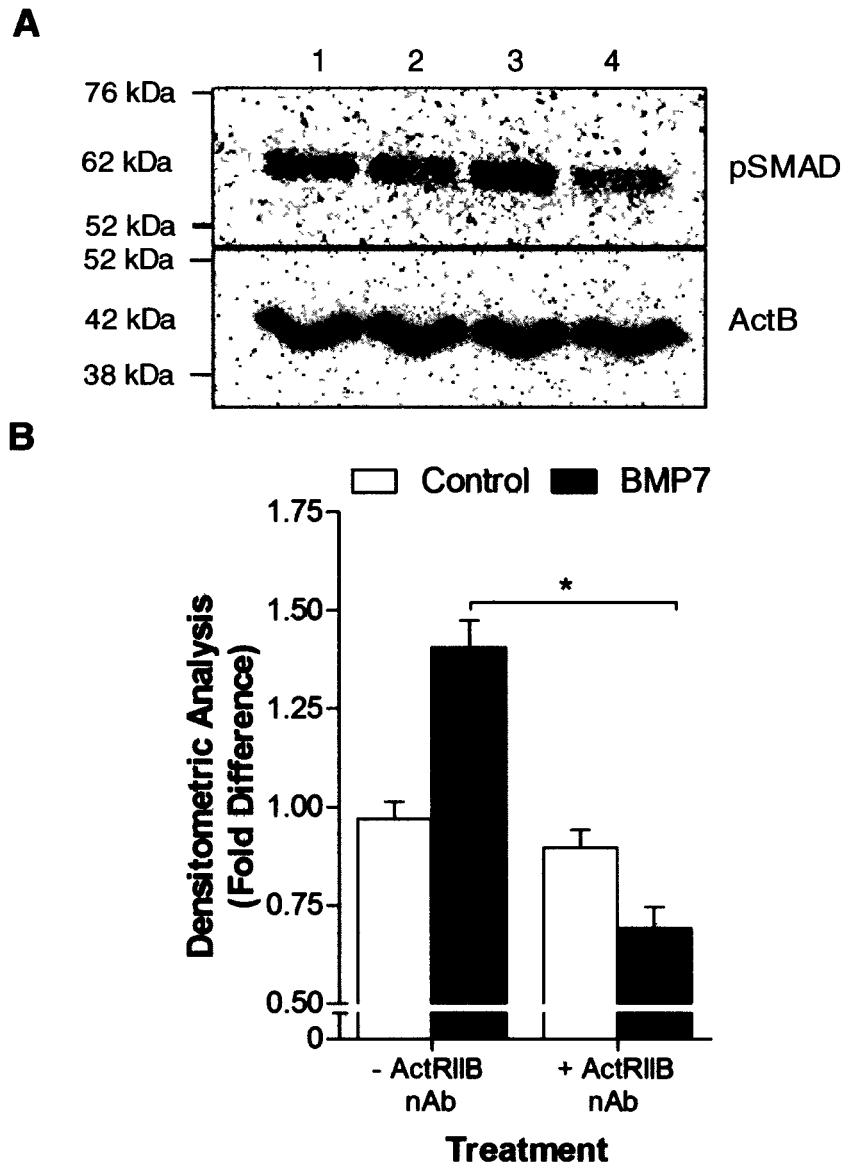 A
1 2 3 4
76 kDa
62 kDa
pSMAD
52 kDa
52 kDa
42 kDa
ActB
38 kDa
B
Control BMP7
1.75
*
1.50
1.25
1.00
0.75
0.50
0
Densitometric Analysis
(Fold Difference)
- ActRIIB + ActRIIB
nAb nAb
Treatment